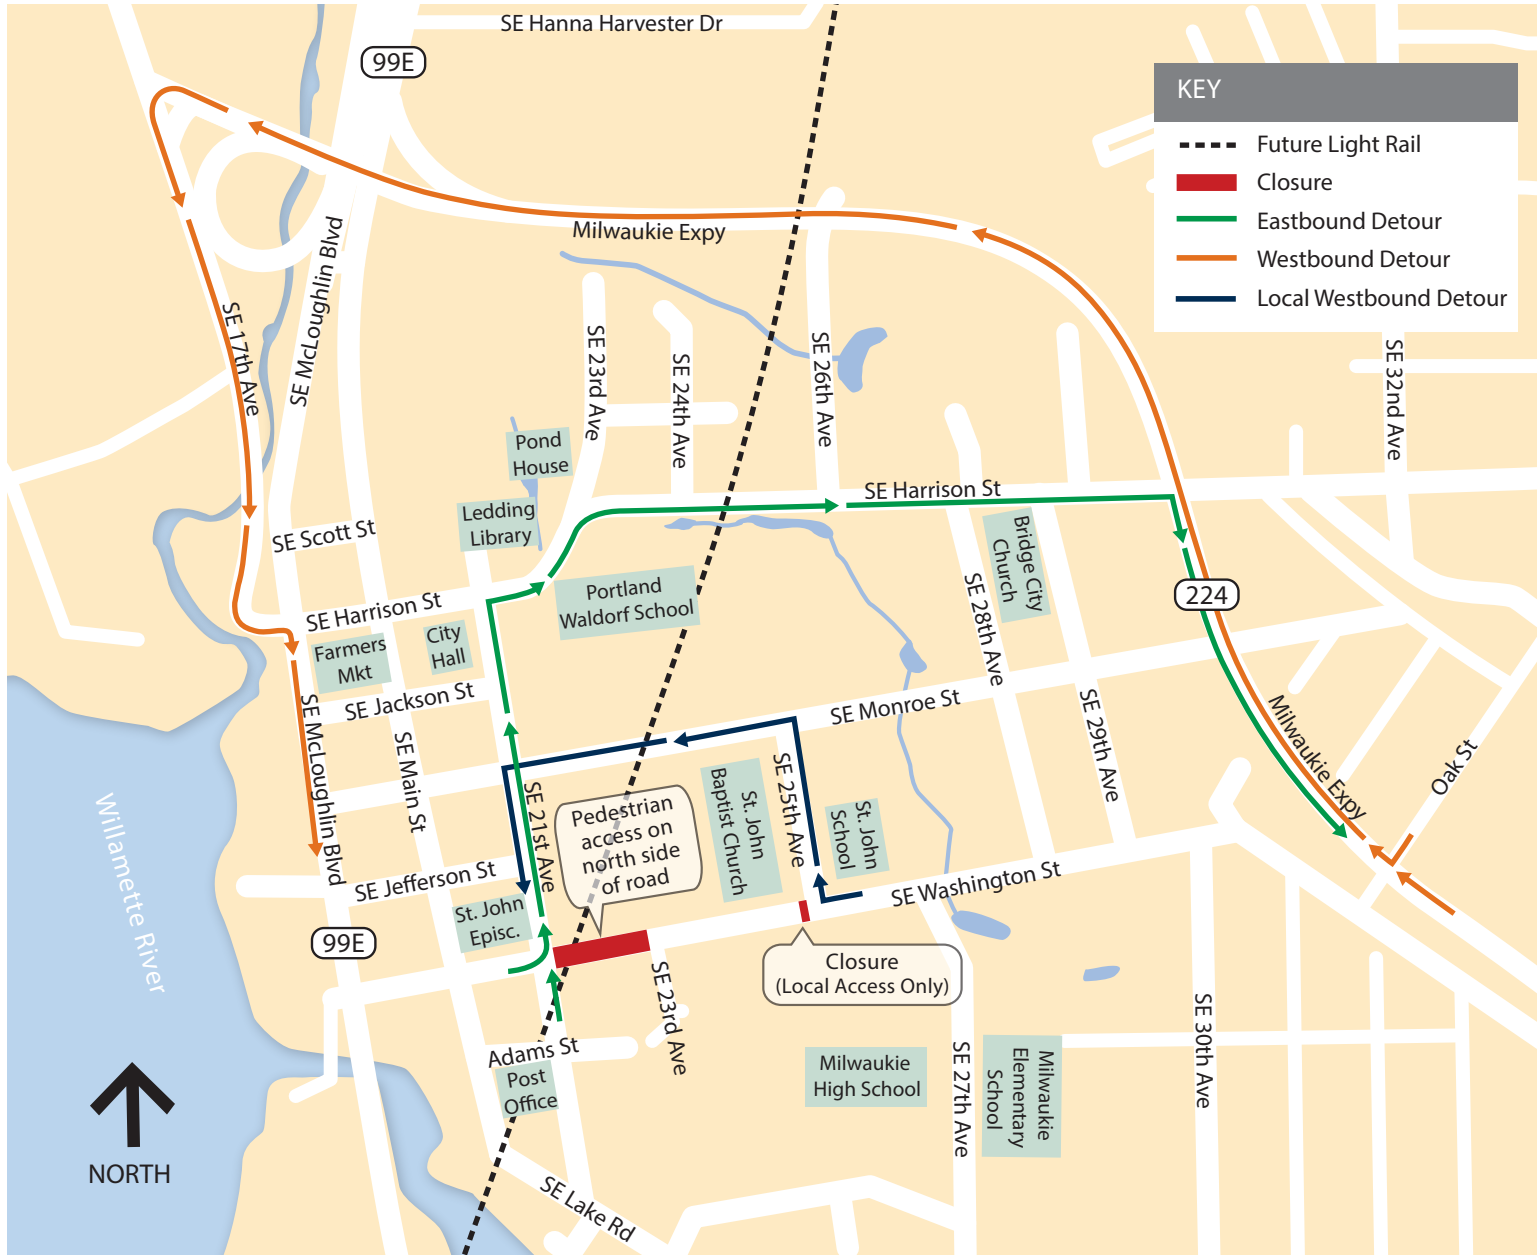 SE Hanna Harvester Dr
99E
KEY
Future Light Rail
Closure
Eastbound Detour
Westbound Detour
Local Westbound Detour
Milwaukie Expy
SE McLoughlin Blvd
SE 17th Ave
SE 23rd Ave
SE 24th Ave
SE 26th Ave
SE 32nd Ave
Pond
House
Ledding
Library
SE Harrison St
SE Scott St
Bridge City
Church
Portland
Waldorf School
SE 28th Ave
224
SE Harrison St
City
Hall
Farmers
Mkt
SE Jackson St
SE McLoughlin Blvd
SE Main St
SE Monroe St
SE 29th Ave
Milwaukie Expy
Oak St
SE 21st Ave
Pedestrian
access on
north side
of road
St. John
Baptist Church
SE 25th Ave
St. John
School
Willamette River
SE Jefferson St
SE Washington St
St. John
Episc.
99E
Closure
(Local Access Only)
SE 23rd Ave
SE 30th Ave
Adams St
Post
Office
Milwaukie
High School
SE 27th Ave
Milwaukie
Elementary
School
NORTH
SE Lake Rd